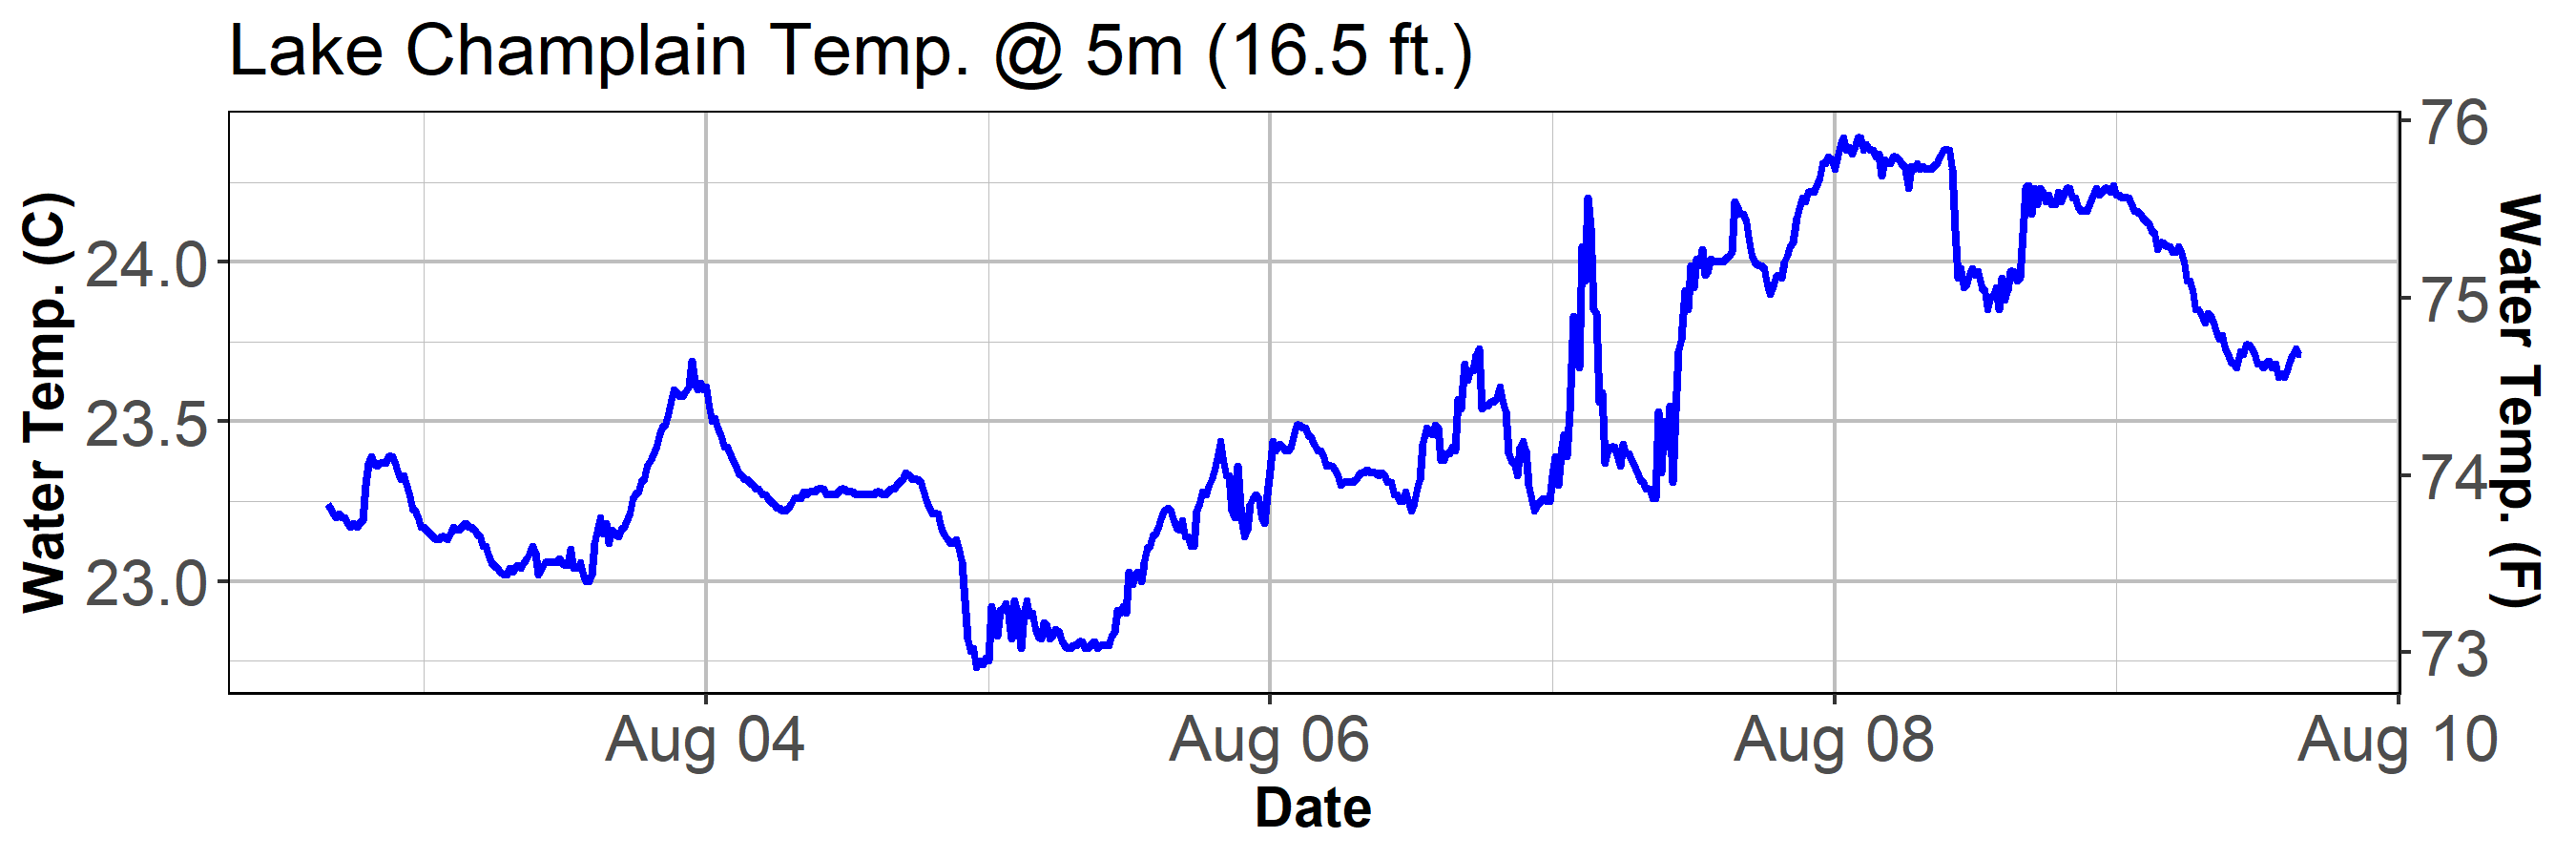 Lake Champlain Temp. @ 5m (16.5 ft.)
Water Temp. (C)
24.0
23.5
23.0
76
75
74
73
Water Temp. (F)
Aug 04
Aug 06
Aug 08
Aug 10
Date